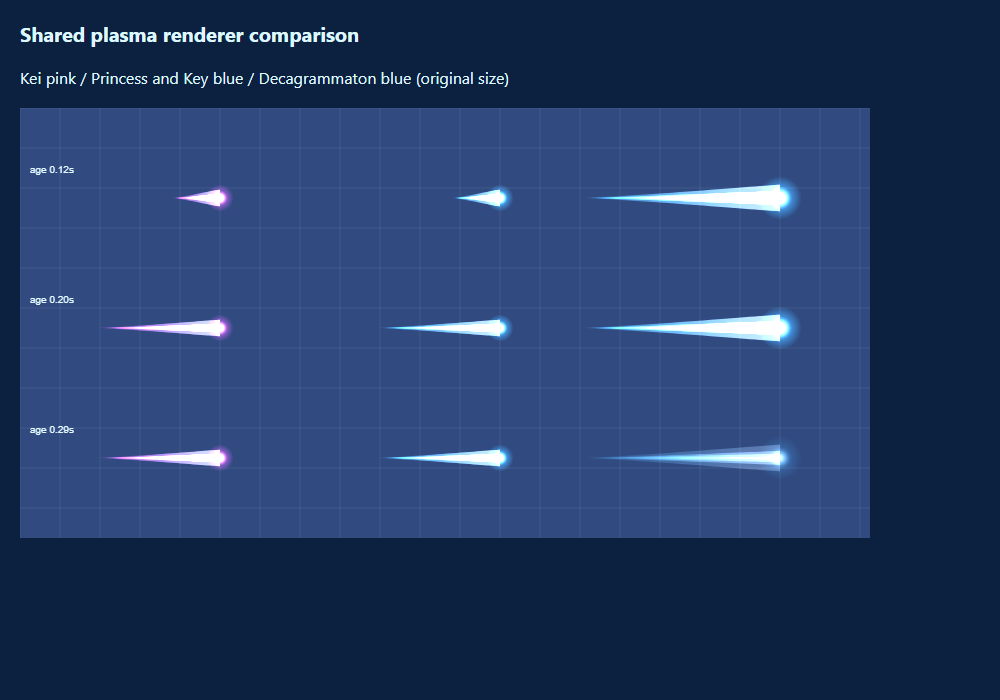 Shared plasma renderer comparison
Kei pink / Princess and Key blue / Decagrammaton blue (original size)
age 0.12s
age 0.20s
age 0.29s